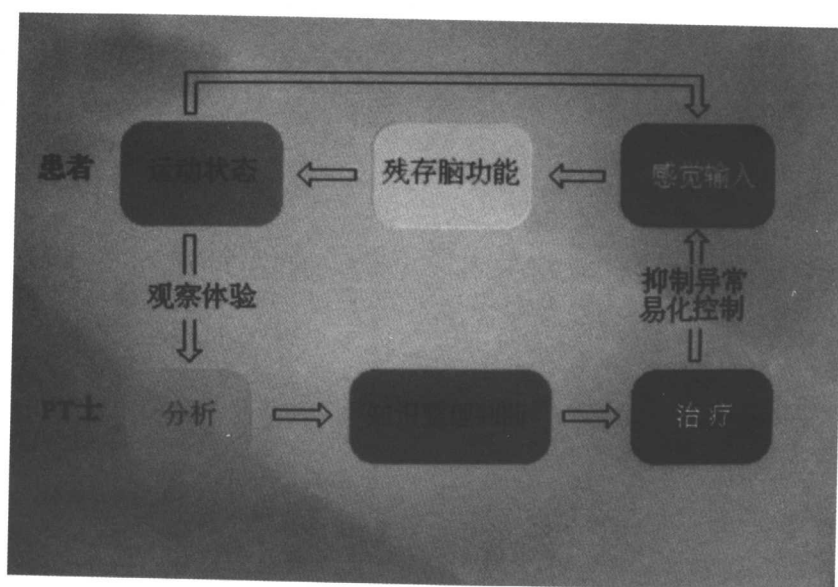 患者
运动状态
残存脑功能
感觉输入
观察体验
抑制异常
易化控制
PT士
分析
治疗